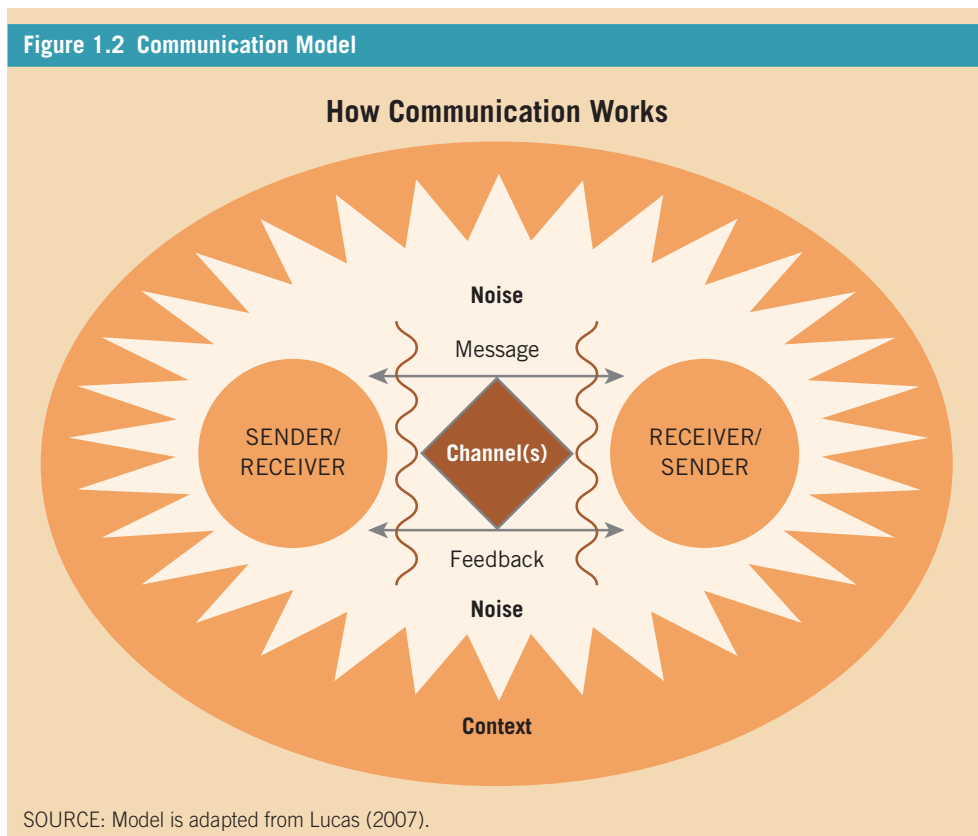 Figure 1.2 Communication Model
How Communication Works
Noise
Message
SENDER/
RECEIVER
Channel(s)
RECEIVER/
SENDER
Feedback
Noise
Context
SOURCE: Model is adapted from Lucas (2007).